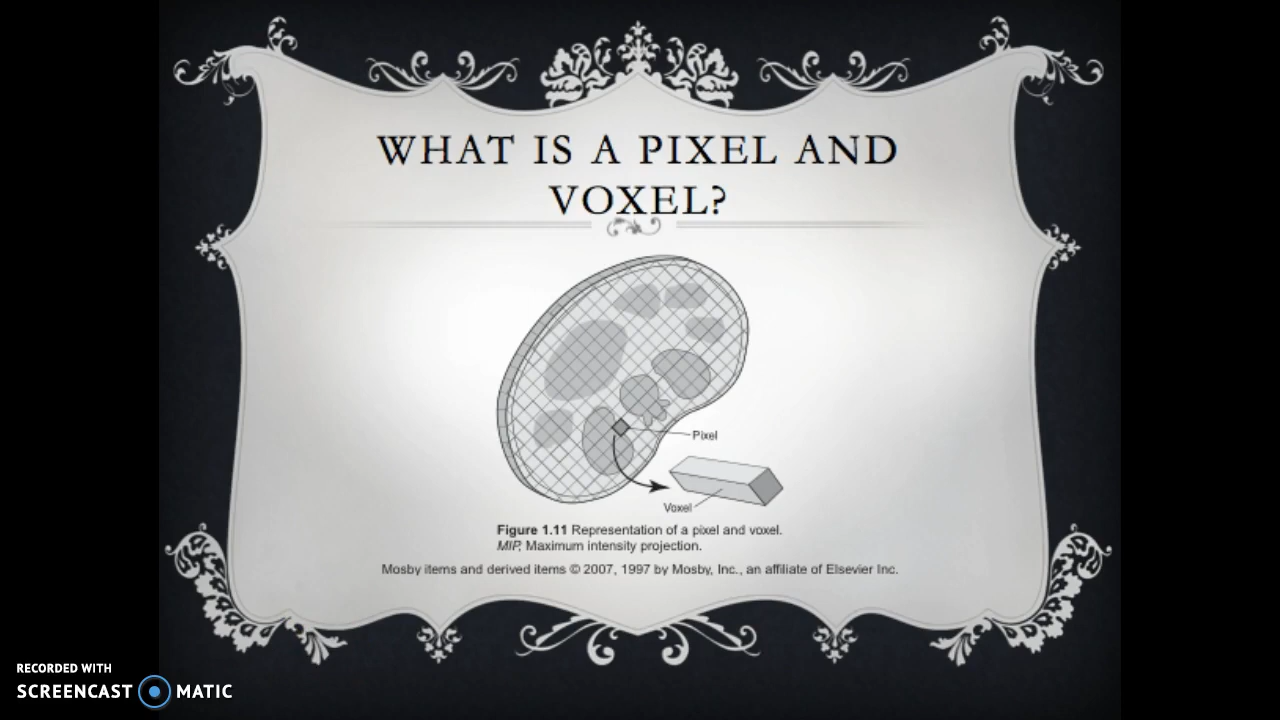 WHAT IS A PIXEL AND
VOXEL?
Pixel
Voxel
Figure 1.11 Representation of a pixel and voxel.
MIP, Maximum intensity projection.
Mosby items and derived items © 2007, 1997 by Mosby, Inc., an affiliate of Elsevier Inc.
RECORDED WITH
SCREENCAST MATIC